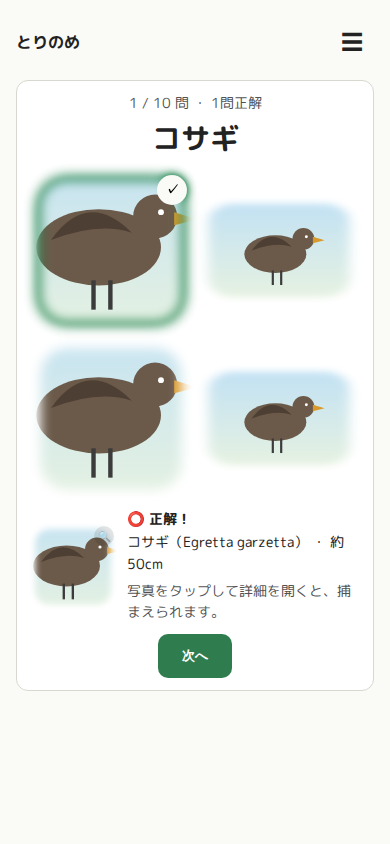 とりのめ
☰
1 / 10 問 ・ 1問正解
コサギ
✓
⭕ 正解！
コサギ（Egretta garzetta） ・ 約
50cm
写真をタップして詳細を開くと、捕
まえられます。
次へ